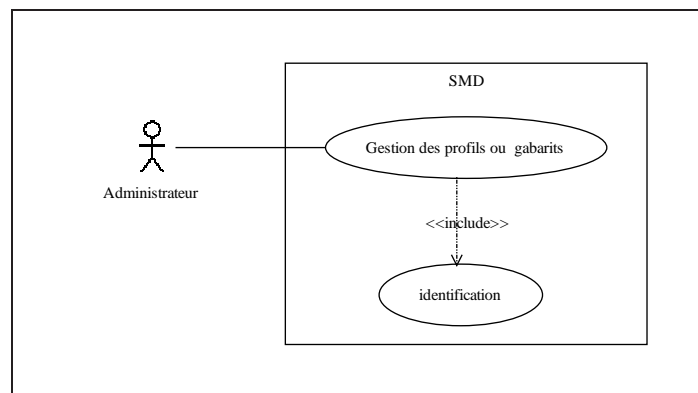 SMD
Gestion des profils ou gabarits
Administrateur
<<include>>
identification